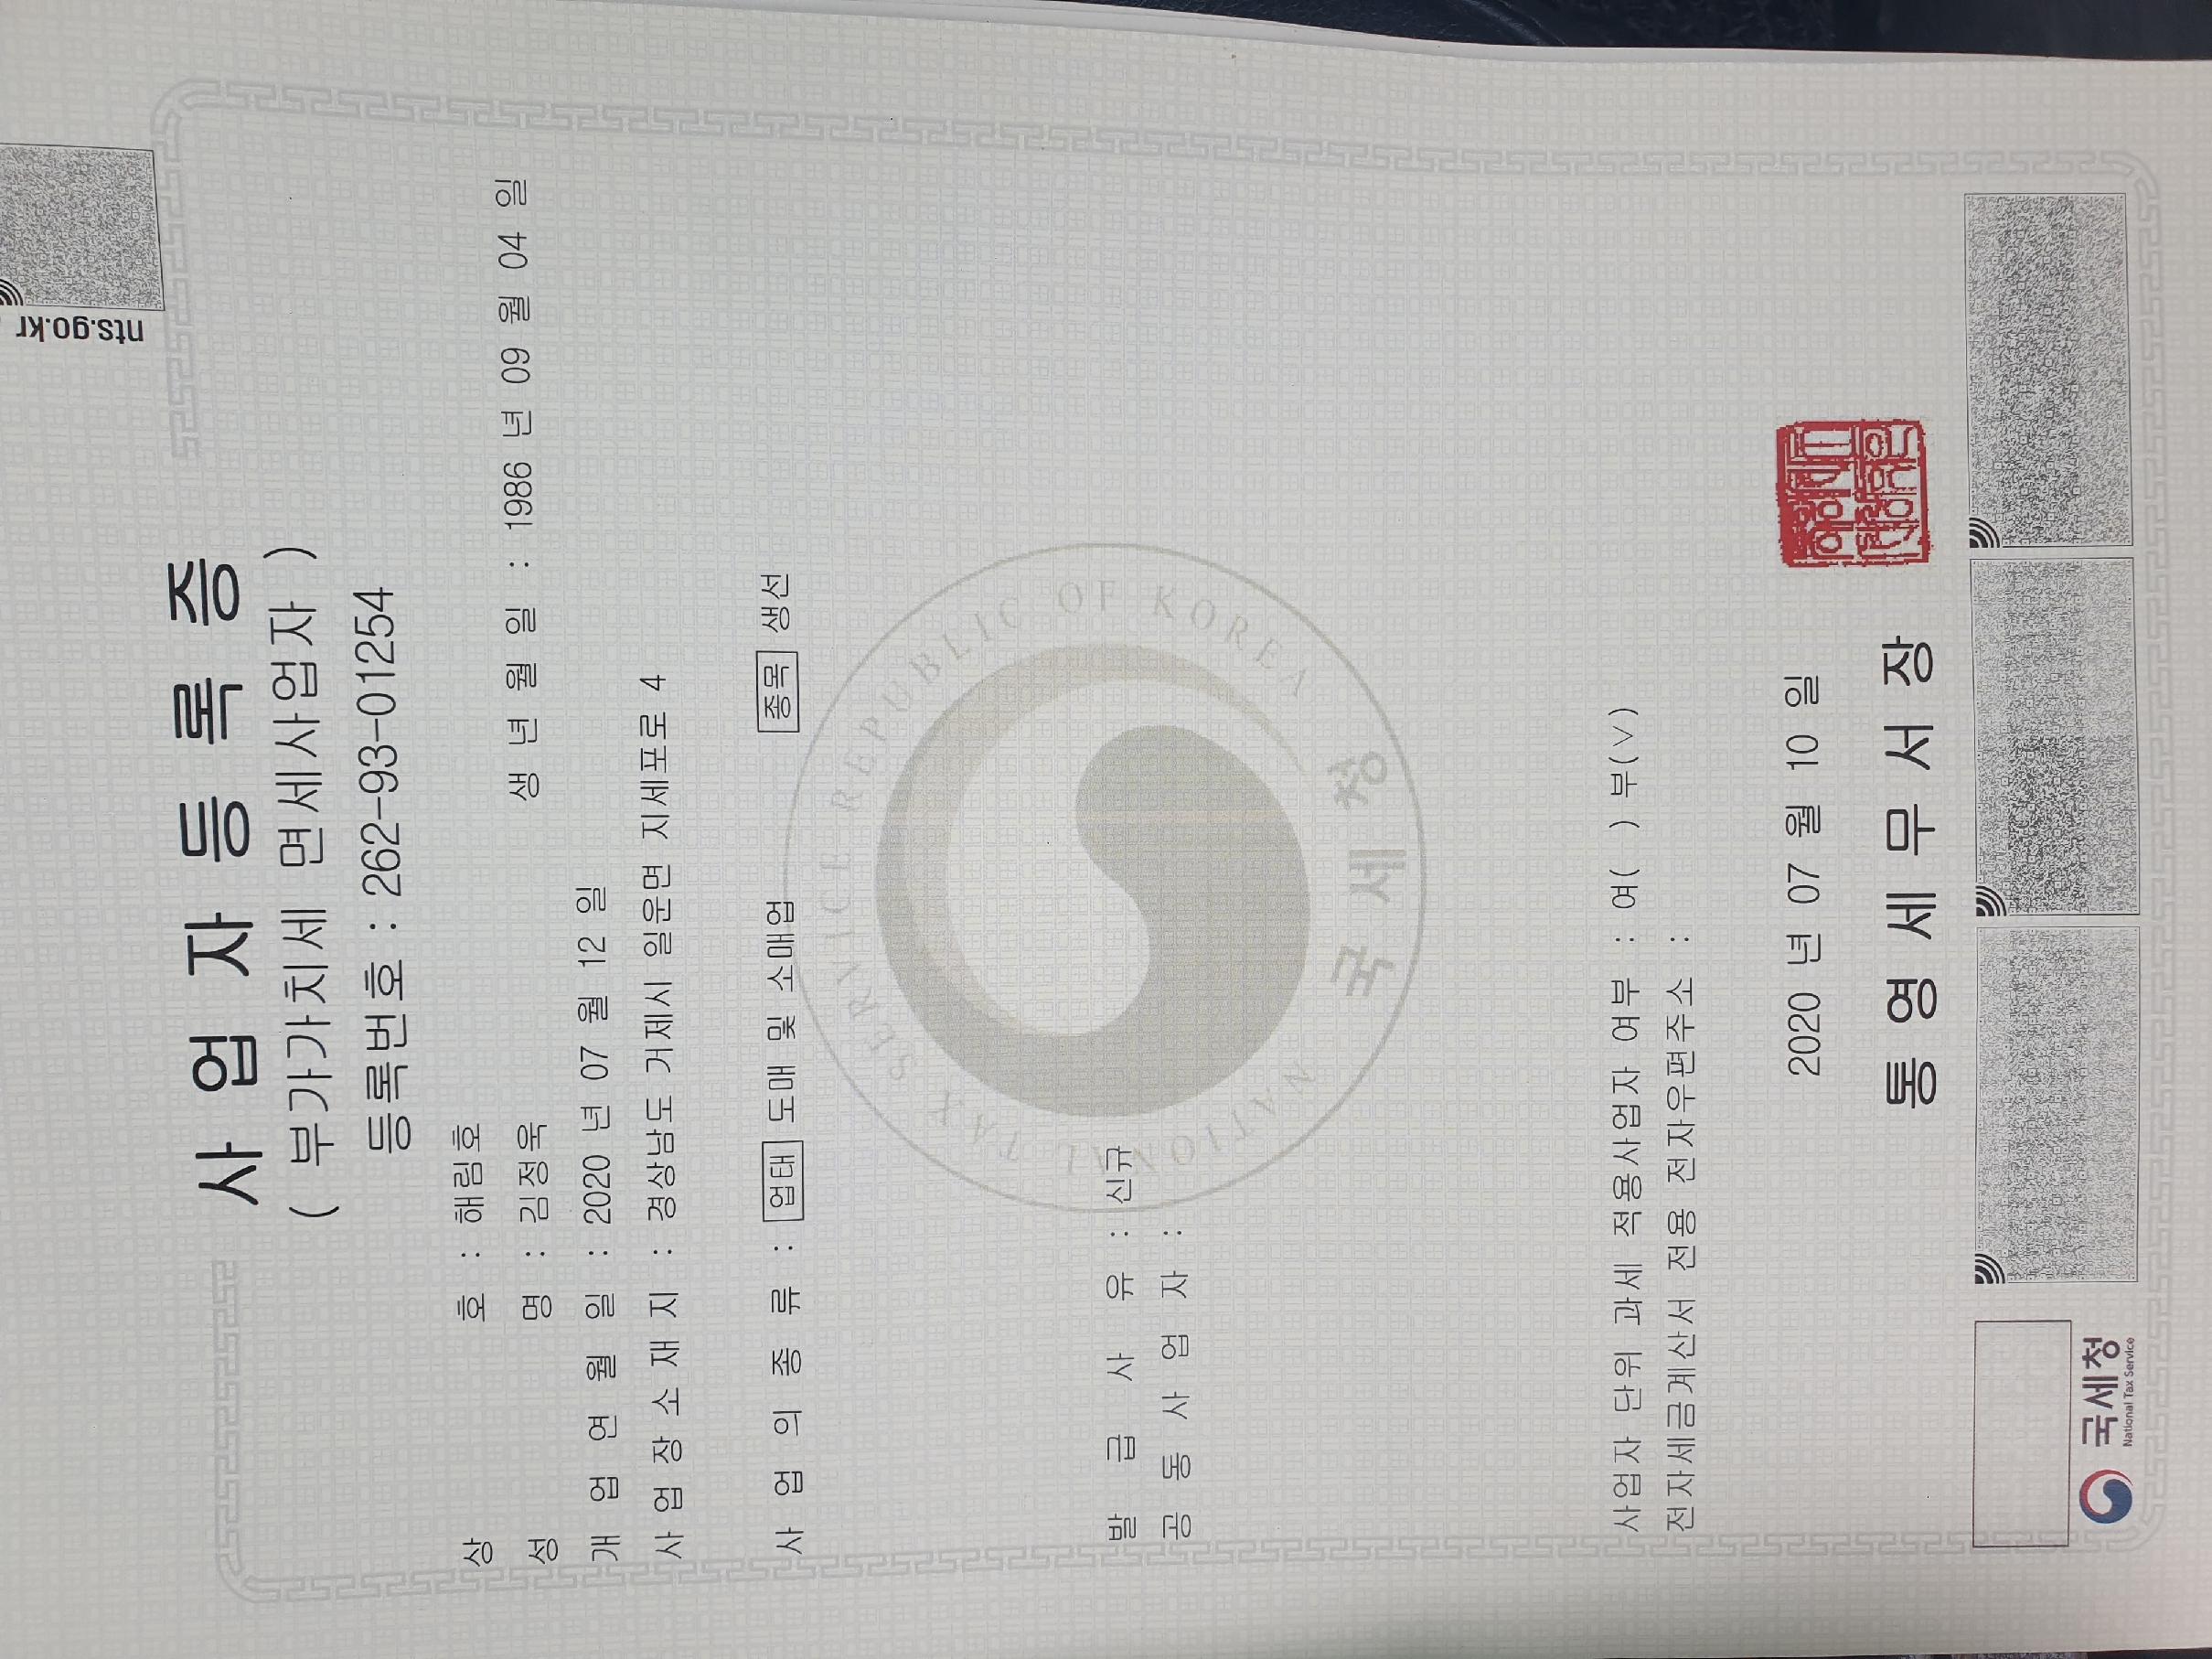 nts.go.kr
사업자등록증
( 부가가치세 면세사업자 )
등록번호 : 262-93-01254
상 호 : 해림호
성 명 : 김정욱 생 년 월 일 : 1986 년 09 월 04 일
개 업 연 월 일 : 2020 년 07 월 12 일
사 업 장 소 재 지 : 경상남도 거제시 일운면 지세포로 4
사 업 의 종 류 : 업태 도매 및 소매업 종목 생선
NATIONAL TAX SERVICE REPUBLIC OF KOREA
국세청
발 급 사 유 : 신규
공 동 사 업 자 :
사업자 단위 과세 적용사업자 여부 : 여( ) 부(∨)
전자세금계산서 전용 전자우편주소 :
2020 년 07 월 10 일
통영세무서장
국세청
National Tax Service